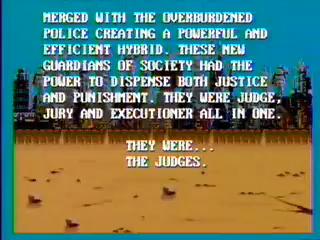 MERGED WITH THE OVERBURDENED
POLICE CREATING A POWERFUL AND
EFFICIENT HYBRID. THESE NEW
GUARDIANS OF SOCIETY HAD THE
POWER TO DISPENSE BOTH JUSTICE
AND PUNISHMENT. THEY WERE JUDGE,
JURY AND EXECUTIONER ALL IN ONE.
THEY WERE...
THE JUDGES.